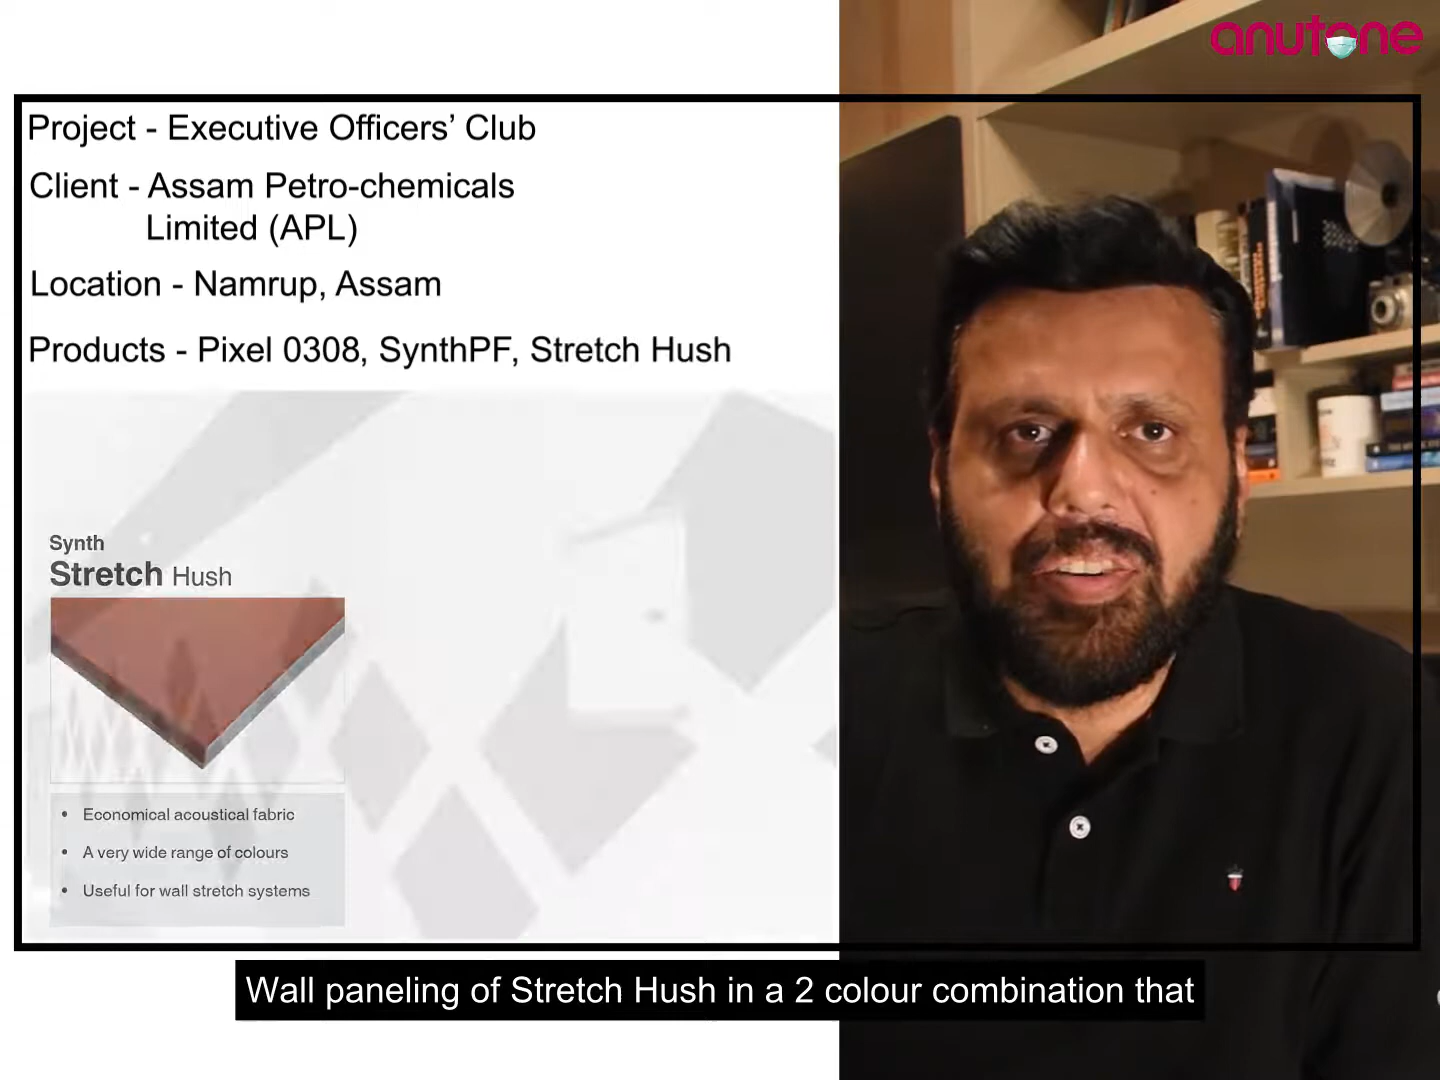 anutone
Project - Executive Officers’ Club
Client - Assam Petro-chemicals
Limited (APL)
Location - Namrup, Assam
Products - Pixel 0308, SynthPF, Stretch Hush
Synth
Stretch Hush
• Economical acoustical fabric
• A very wide range of colours
• Useful for wall stretch systems
Wall paneling of Stretch Hush in a 2 colour combination that